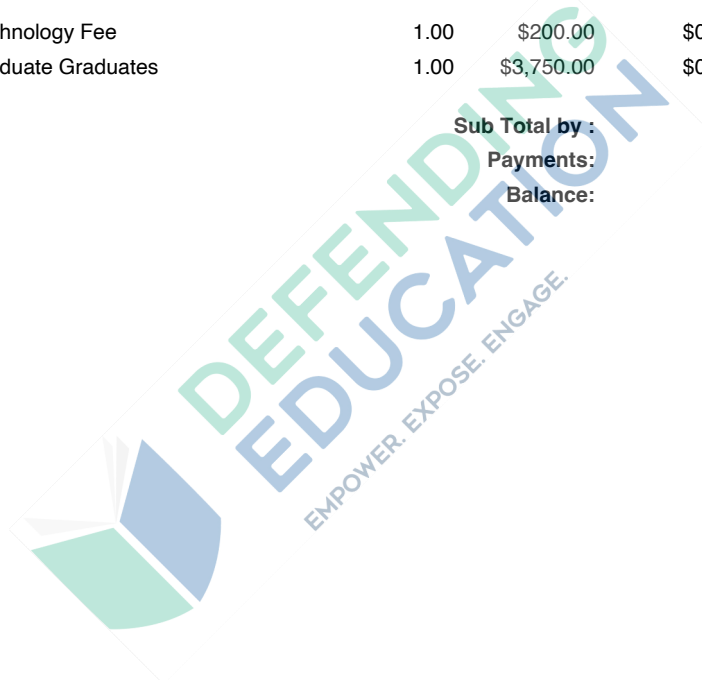 hnology Fee 1.00 $200.00 $0
duate Graduates 1.00 $3,750.00 $0
Sub Total by :
Payments:
Balance:
DEFENDING
EDUCATION
EMPOWER. EXPOSE. ENGAGE.